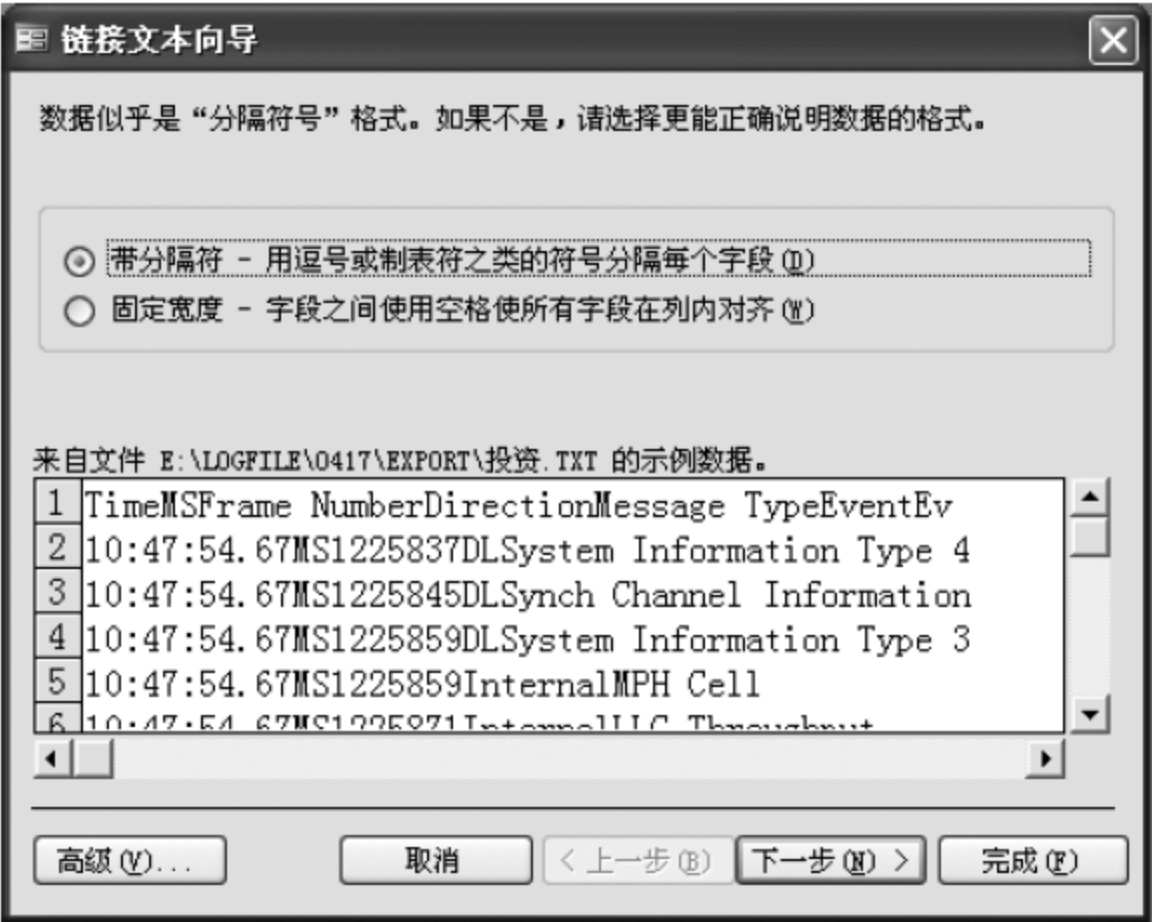 链接文本向导
数据似乎是“分隔符号”格式。如果不是，请选择更能正确说明数据的格式。
带分隔符 - 用逗号或制表符之类的符号分隔每个字段(D)
固定宽度 - 字段之间使用空格使所有字段在列内对齐(W)
来自文件 E:\LOGFILE\0417\EXPORT\投资.TXT 的示例数据。
1 TimeMSFrame NumberDirectionMessage TypeEventEv
2 10:47:54.67MS1225837DLSystem Information Type 4
3 10:47:54.67MS1225845DLSynch Channel Information
4 10:47:54.67MS1225859DLSystem Information Type 3
5 10:47:54.67MS1225859InternalMPH Cell
6 10:47:54.67MS1225871InternalLLC Throughput
高级(V)... 取消 < 上一步(B) 下一步(N) > 完成(F)